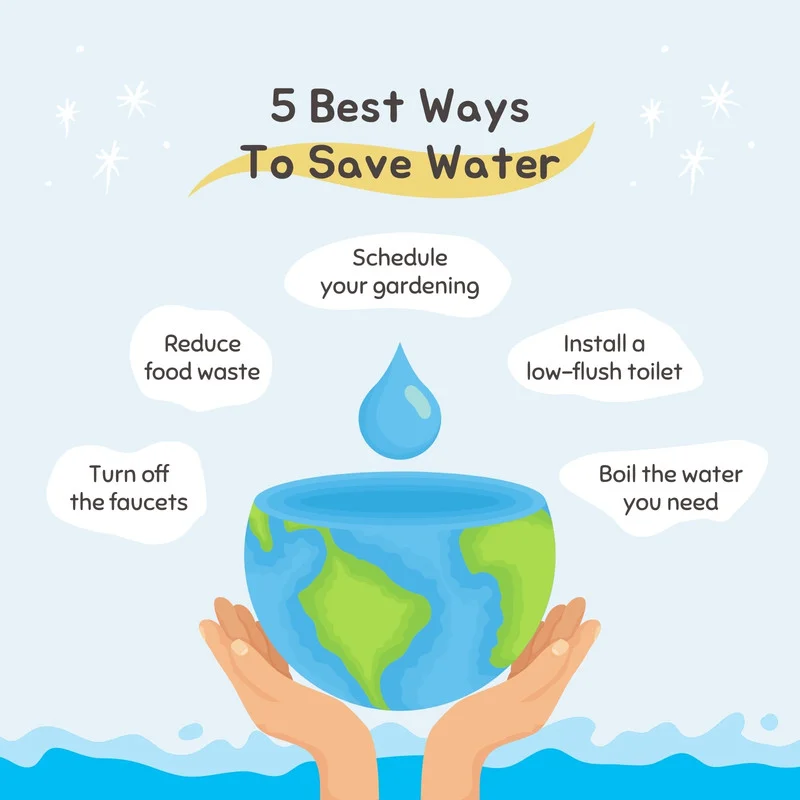 5 Best Ways
To Save Water
Schedule
your gardening
Reduce
food waste
Install a
low-flush toilet
Turn off
the faucets
Boil the water
you need